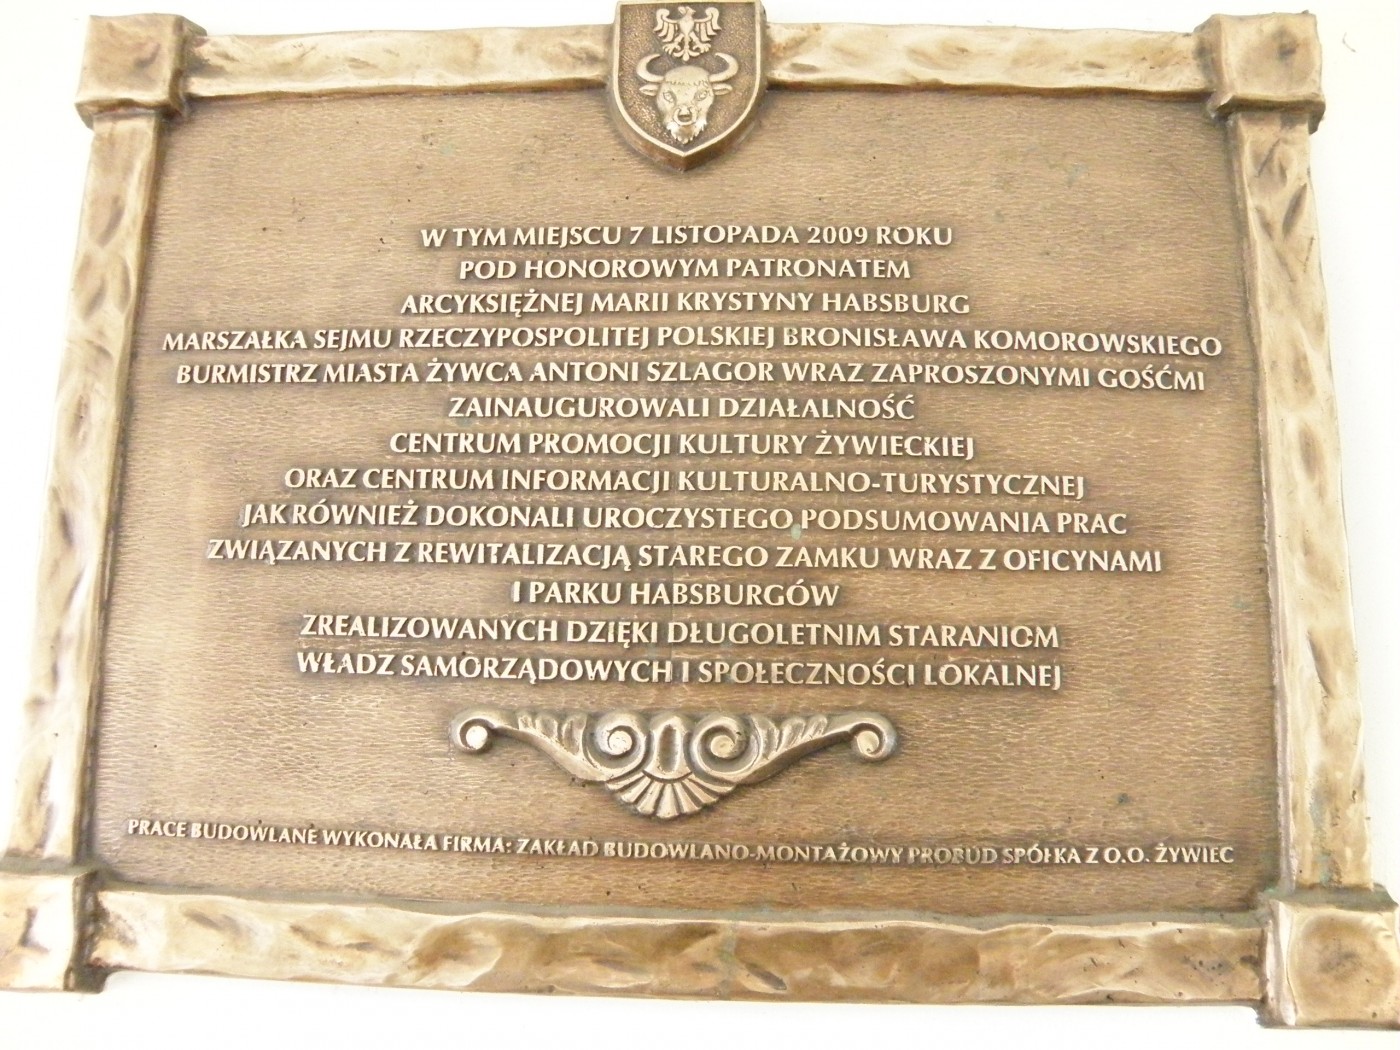 W TYM MIEJSCU 7 LISTOPADA 2009 ROKU
POD HONOROWYM PATRONATEM
ARCYKSIĘŻNEJ MARII KRYSTYNY HABSBURG
MARSZAŁKA SEJMU RZECZYPOSPOLITEJ POLSKIEJ BRONISŁAWA KOMOROWSKIEGO
BURMISTRZ MIASTA ŻYWCA ANTONI SZLAGOR WRAZ ZAPROSZONYMI GOŚĆMI
ZAINAUGUROWALI DZIAŁALNOŚĆ
CENTRUM PROMOCJI KULTURY ŻYWIECKIEJ
ORAZ CENTRUM INFORMACJI KULTURALNO-TURYSTYCZNEJ
JAK RÓWNIEŻ DOKONALI UROCZYSTEGO PODSUMOWANIA PRAC
ZWIĄZANYCH Z REWITALIZACJĄ STAREGO ZAMKU WRAZ Z OFICYNAMI
I PARKU HABSBURGÓW
ZREALIZOWANYCH DZIĘKI DŁUGOLETNIM STARANIOM
WŁADZ SAMORZĄDOWYCH I SPOŁECZNOŚCI LOKALNEJ
PRACE BUDOWLANE WYKONAŁA FIRMA: ZAKŁAD BUDOWLANO-MONTAŻOWY PROBUD SPÓŁKA Z O.O. ŻYWIEC